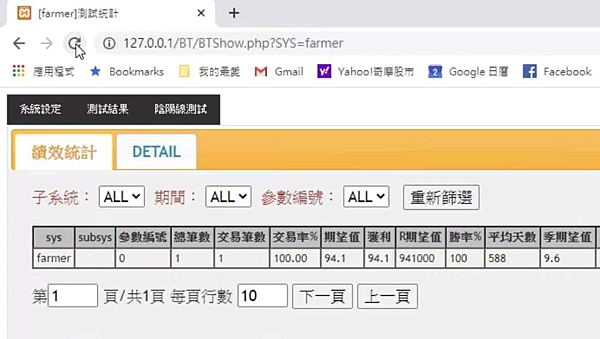 [farmer]測試統計
127.0.0.1/BT/BTShow.php?SYS=farmer
應用程式 Bookmarks 我的最愛 Gmail Yahoo!奇摩股市 2 Google 日曆 Facebook
系統設定 測試結果 陰陽線測試
績效統計 DETAIL
子系統： ALL 期間： ALL 參數編號： ALL 重新篩選
sys subsys 參數編號 總筆數 交易筆數 交易率% 期望值 獲利 R期望值 勝率% 平均天數 季期望值
farmer 0 1 1 100.00 94.1 94.1 941000 100 588 9.6
第 1 頁/共1頁 每頁行數 10 下一頁 上一頁